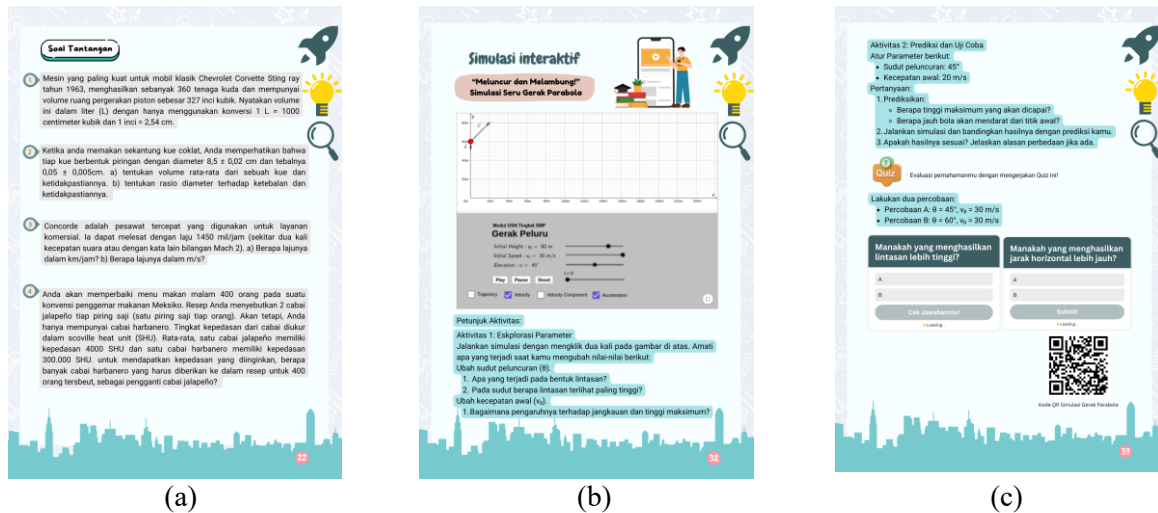 Soal Tantangan
1 Mesin yang paling kuat untuk mobil klasik Chevrolet Corvette Sting ray
tahun 1963, menghasilkan sebanyak 360 tenaga kuda dan mempunyai
volume ruang pergerakan piston sebesar 327 inci kubik. Nyatakan volume
ini dalam liter (L) dengan hanya menggunakan konversi 1 L = 1000
centimeter kubik dan 1 inci = 2,54 cm.
2 Ketika anda memakan sekantung kue coklat, Anda memperhatikan bahwa
tiap kue berbentuk piringan dengan diameter 8,5 ± 0,02 cm dan tebalnya
0,05 ± 0,005cm. a) tentukan volume rata-rata dari sebuah kue dan
ketidakpastiannya. b) tentukan rasio diameter terhadap ketebalan dan
ketidakpastiannya.
3 Concorde adalah pesawat tercepat yang digunakan untuk layanan
komersial. Ia dapat melesat dengan laju 1450 mil/jam (sekitar dua kali
kecepatan suara atau dengan kata lain bilangan Mach 2). a) Berapa lajunya
dalam km/jam? b) Berapa lajunya dalam m/s?
4 Anda akan memperbaiki menu makan malam 400 orang pada suatu
konvensi penggemar makanan Meksiko. Resep Anda menyebutkan 2 cabai
jalapeño tiap piring saji (satu piring saji tiap orang). Akan tetapi, Anda
hanya mempunyai cabai harbanero. Tingkat kepedasan dari cabai diukur
dalam scoville heat unit (SHU). Rata-rata, satu cabai jalapeño memiliki
kepedasan 4000 SHU dan satu cabai harbanero memiliki kepedasan
300.000 SHU. untuk mendapatkan kepedasan yang diinginkan, berapa
banyak cabai harbanero yang harus diberikan ke dalam resep untuk 400
orang tersbeut, sebagai pengganti cabai jalapeño?
22
(a)
Simulasi interaktif
"Meluncur dan Melambung!"
Simulasi Seru Gerak Parabola
Modul OSN Tingkat SMP
Gerak Peluru
Initial Height : y₀ = 60 m
Initial Speed : v₀ = 30 m/s
Elevation : α = 45°
Play Pause Reset
t = 0
Trajectory Velocity Velocity Component Acceleration
Petunjuk Aktivitas:
Aktivitas 1: Eskplorasi Parameter
Jalankan simulasi dengan mengklik dua kali pada gambar di atas. Amati
apa yang terjadi saat kamu mengubah nilai-nilai berikut:
Ubah sudut peluncuran (θ).
1. Apa yang terjadi pada bentuk lintasan?
2. Pada sudut berapa lintasan terlihat paling tinggi?
Ubah kecepatan awal (v₀).
1. Bagaimana pengaruhnya terhadap jangkauan dan tinggi maksimum?
32
(b)
Aktivitas 2: Prediksi dan Uji Coba
Atur Parameter berikut:
• Sudut peluncuran: 45°
• Kecepatan awal: 20 m/s
Pertanyaan:
1. Prediksikan:
○ Berapa tinggi maksimum yang akan dicapai?
○ Berapa jauh bola akan mendarat dari titik awal?
2. Jalankan simulasi dan bandingkan hasilnya dengan prediksi kamu.
3. Apakah hasilnya sesuai? Jelaskan alasan perbedaan jika ada.
? Quiz
Evaluasi pemahamanmu dengan mengerjakan Quiz ini!
Lakukan dua percobaan:
• Percobaan A: θ = 45°, v₀ = 30 m/s
• Percobaan B: θ = 60°, v₀ = 30 m/s
Manakah yang menghasilkan
lintasan lebih tinggi?
A
B
Cek Jawabanmu!
Loading...
Manakah yang menghasilkan
jarak horizontal lebih jauh?
A
B
Submit
Loading...
Kode QR Simulasi Gerak Parabola
33
(c)